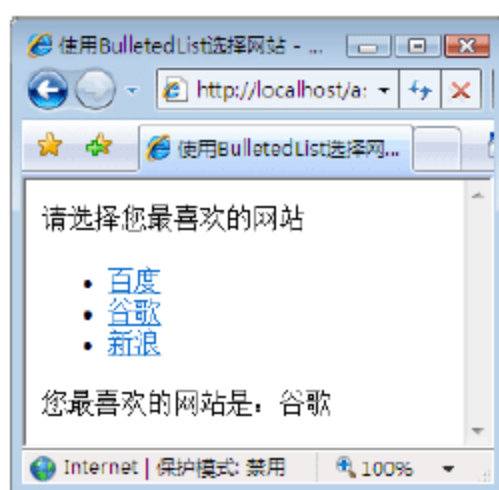 使用BulletedList选择网站 - ...
http://localhost/a:
使用BulletedList选择网...
请选择您最喜欢的网站
百度
谷歌
新浪
您最喜欢的网站是：谷歌
Internet | 保护模式: 禁用
100%